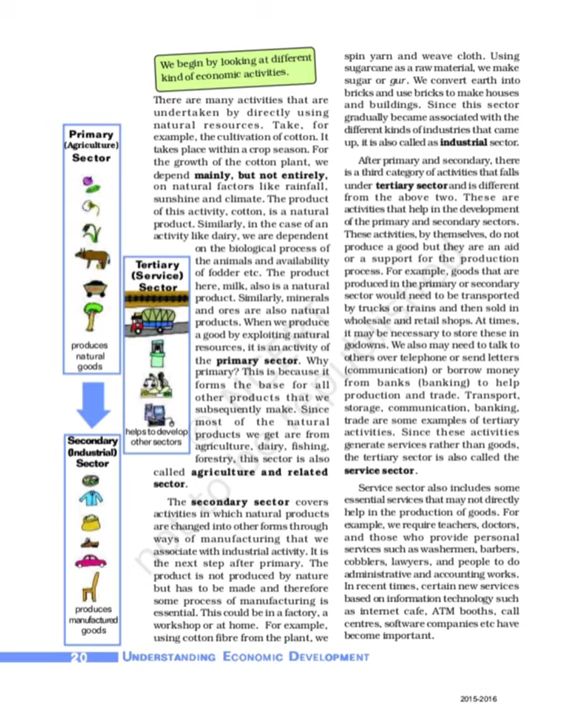 We begin by looking at different
kind of economic activities.
There are many activities that are
undertaken by directly using
natural resources. Take, for
example, the cultivation of cotton. It
takes place within a crop season. For
the growth of the cotton plant, we
depend mainly, but not entirely,
on natural factors like rainfall,
sunshine and climate. The product
of this activity, cotton, is a natural
product. Similarly, in the case of an
activity like dairy, we are dependent
on the biological process of
the animals and availability
of fodder etc. The product
here, milk, also is a natural
product. Similarly, minerals
and ores are also natural
products. When we produce
a good by exploiting natural
resources, it is an activity of
the primary sector. Why
primary? This is because it
forms the base for all
other products that we
subsequently make. Since
most of the natural
products we get are from
agriculture, dairy, fishing,
forestry, this sector is also
called agriculture and related
sector.
The secondary sector covers
activities in which natural products
are changed into other forms through
ways of manufacturing that we
associate with industrial activity. It is
the next step after primary. The
product is not produced by nature
but has to be made and therefore
some process of manufacturing is
essential. This could be in a factory, a
workshop or at home. For example,
using cotton fibre from the plant, we
Primary
(Agriculture)
Sector
produces
natural
goods
Tertiary
(Service)
Sector
helps to develop
other sectors
Secondary
(Industrial)
Sector
produces
manufactured
goods
spin yarn and weave cloth. Using
sugarcane as a raw material, we make
sugar or gur. We convert earth into
bricks and use bricks to make houses
and buildings. Since this sector
gradually became associated with the
different kinds of industries that came
up, it is also called as industrial sector.
After primary and secondary, there
is a third category of activities that falls
under tertiary sector and is different
from the above two. These are
activities that help in the development
of the primary and secondary sectors.
These activities, by themselves, do not
produce a good but they are an aid
or a support for the production
process. For example, goods that are
produced in the primary or secondary
sector would need to be transported
by trucks or trains and then sold in
wholesale and retail shops. At times,
it may be necessary to store these in
godowns. We also may need to talk to
others over telephone or send letters
(communication) or borrow money
from banks (banking) to help
production and trade. Transport,
storage, communication, banking,
trade are some examples of tertiary
activities. Since these activities
generate services rather than goods,
the tertiary sector is also called the
service sector.
Service sector also includes some
essential services that may not directly
help in the production of goods. For
example, we require teachers, doctors,
and those who provide personal
services such as washermen, barbers,
cobblers, lawyers, and people to do
administrative and accounting works.
In recent times, certain new services
based on information technology such
as internet cafe, ATM booths, call
centres, software companies etc have
become important.
20 UNDERSTANDING ECONOMIC DEVELOPMENT
2015-2016